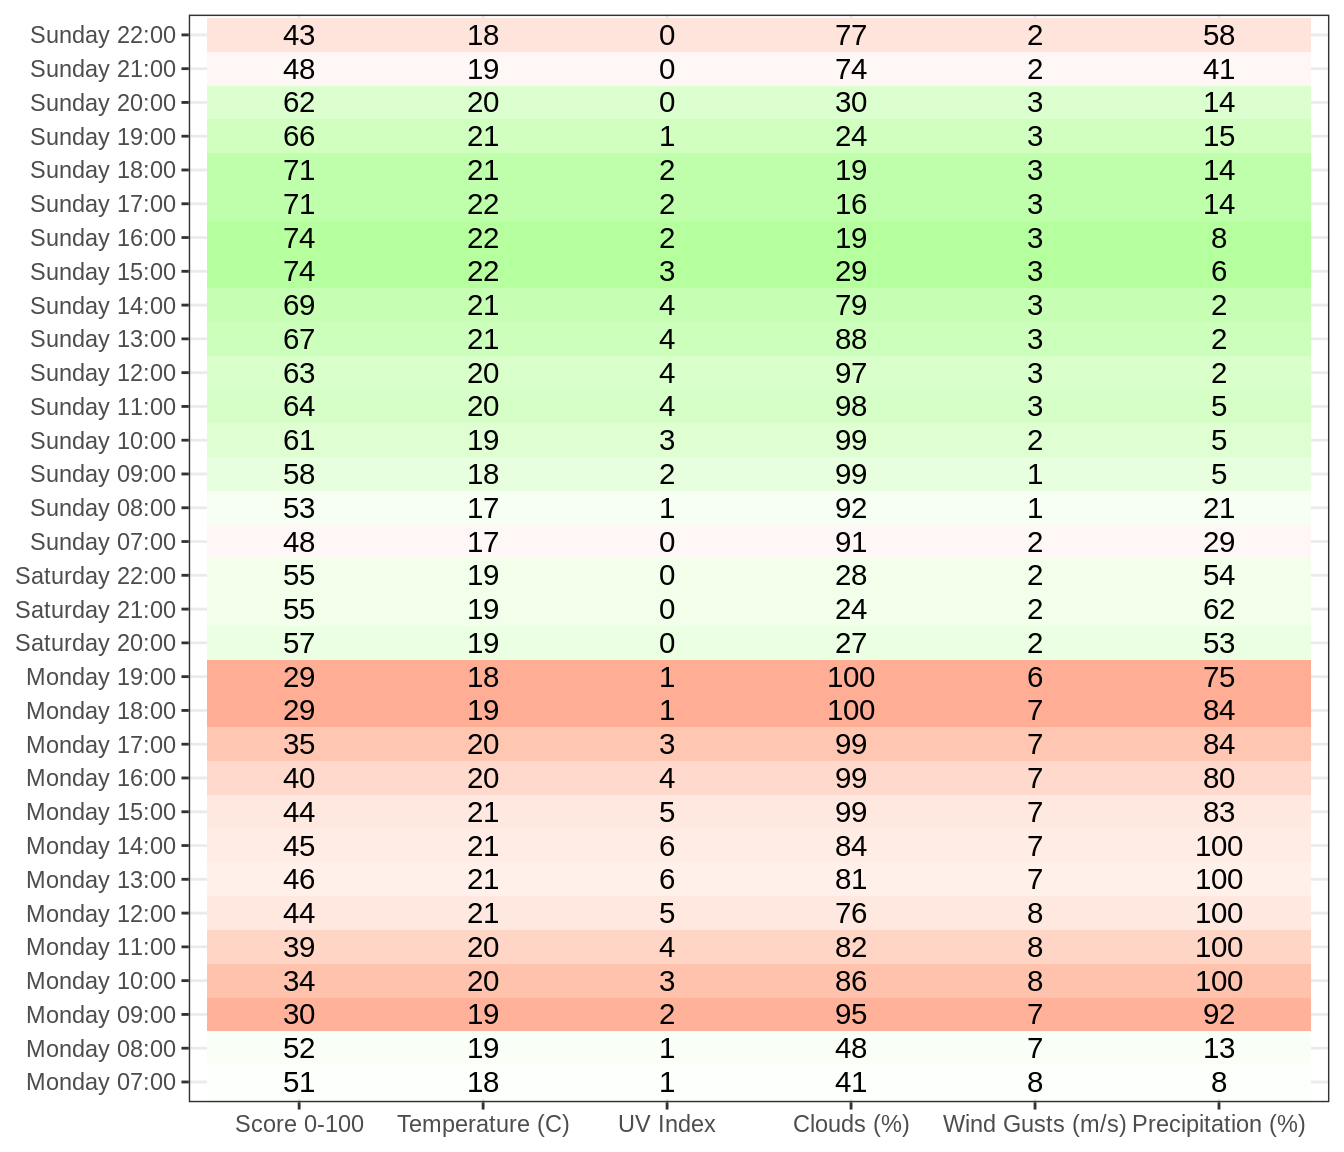 Sunday 22:00 43 18 0 77 2 58
Sunday 21:00 48 19 0 74 2 41
Sunday 20:00 62 20 0 30 3 14
Sunday 19:00 66 21 1 24 3 15
Sunday 18:00 71 21 2 19 3 14
Sunday 17:00 71 22 2 16 3 14
Sunday 16:00 74 22 2 19 3 8
Sunday 15:00 74 22 3 29 3 6
Sunday 14:00 69 21 4 79 3 2
Sunday 13:00 67 21 4 88 3 2
Sunday 12:00 63 20 4 97 3 2
Sunday 11:00 64 20 4 98 3 5
Sunday 10:00 61 19 3 99 2 5
Sunday 09:00 58 18 2 99 1 5
Sunday 08:00 53 17 1 92 1 21
Sunday 07:00 48 17 0 91 2 29
Saturday 22:00 55 19 0 28 2 54
Saturday 21:00 55 19 0 24 2 62
Saturday 20:00 57 19 0 27 2 53
Monday 19:00 29 18 1 100 6 75
Monday 18:00 29 19 1 100 7 84
Monday 17:00 35 20 3 99 7 84
Monday 16:00 40 20 4 99 7 80
Monday 15:00 44 21 5 99 7 83
Monday 14:00 45 21 6 84 7 100
Monday 13:00 46 21 6 81 7 100
Monday 12:00 44 21 5 76 8 100
Monday 11:00 39 20 4 82 8 100
Monday 10:00 34 20 3 86 8 100
Monday 09:00 30 19 2 95 7 92
Monday 08:00 52 19 1 48 7 13
Monday 07:00 51 18 1 41 8 8
Score 0-100 Temperature (C) UV Index Clouds (%) Wind Gusts (m/s) Precipitation (%)